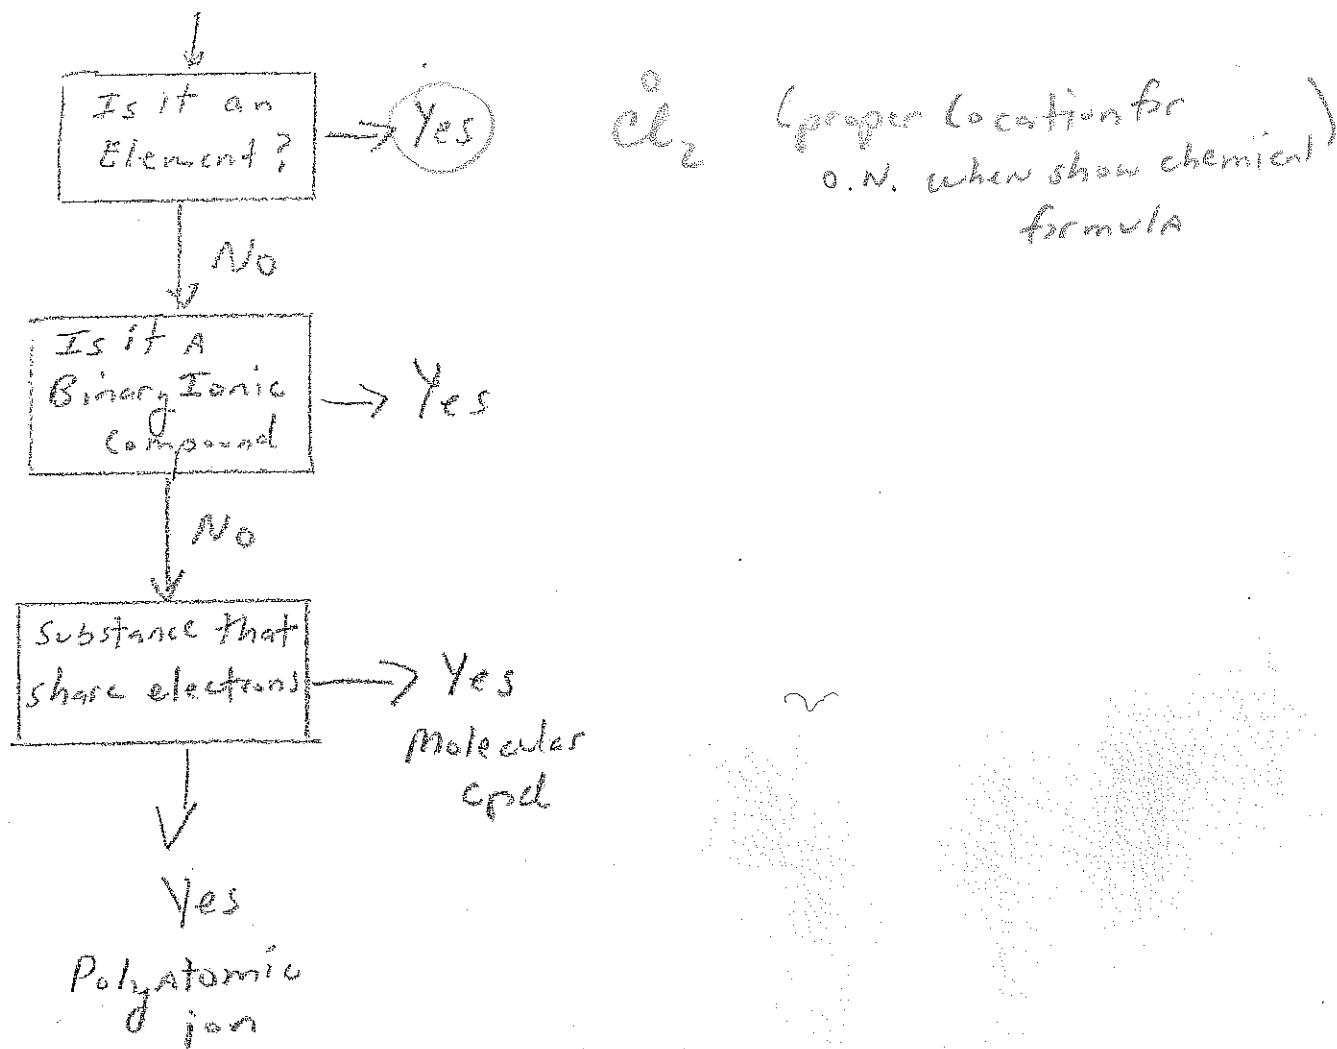 Is it an
Element?
Yes
0
Cl2
(proper location for
O.N. when show chemical)
formula
No
Is it A
Binary Ionic
compound
Yes
No
Substance that
share electrons
Yes
Molecular
cpd
Yes
Polyatomic
ion